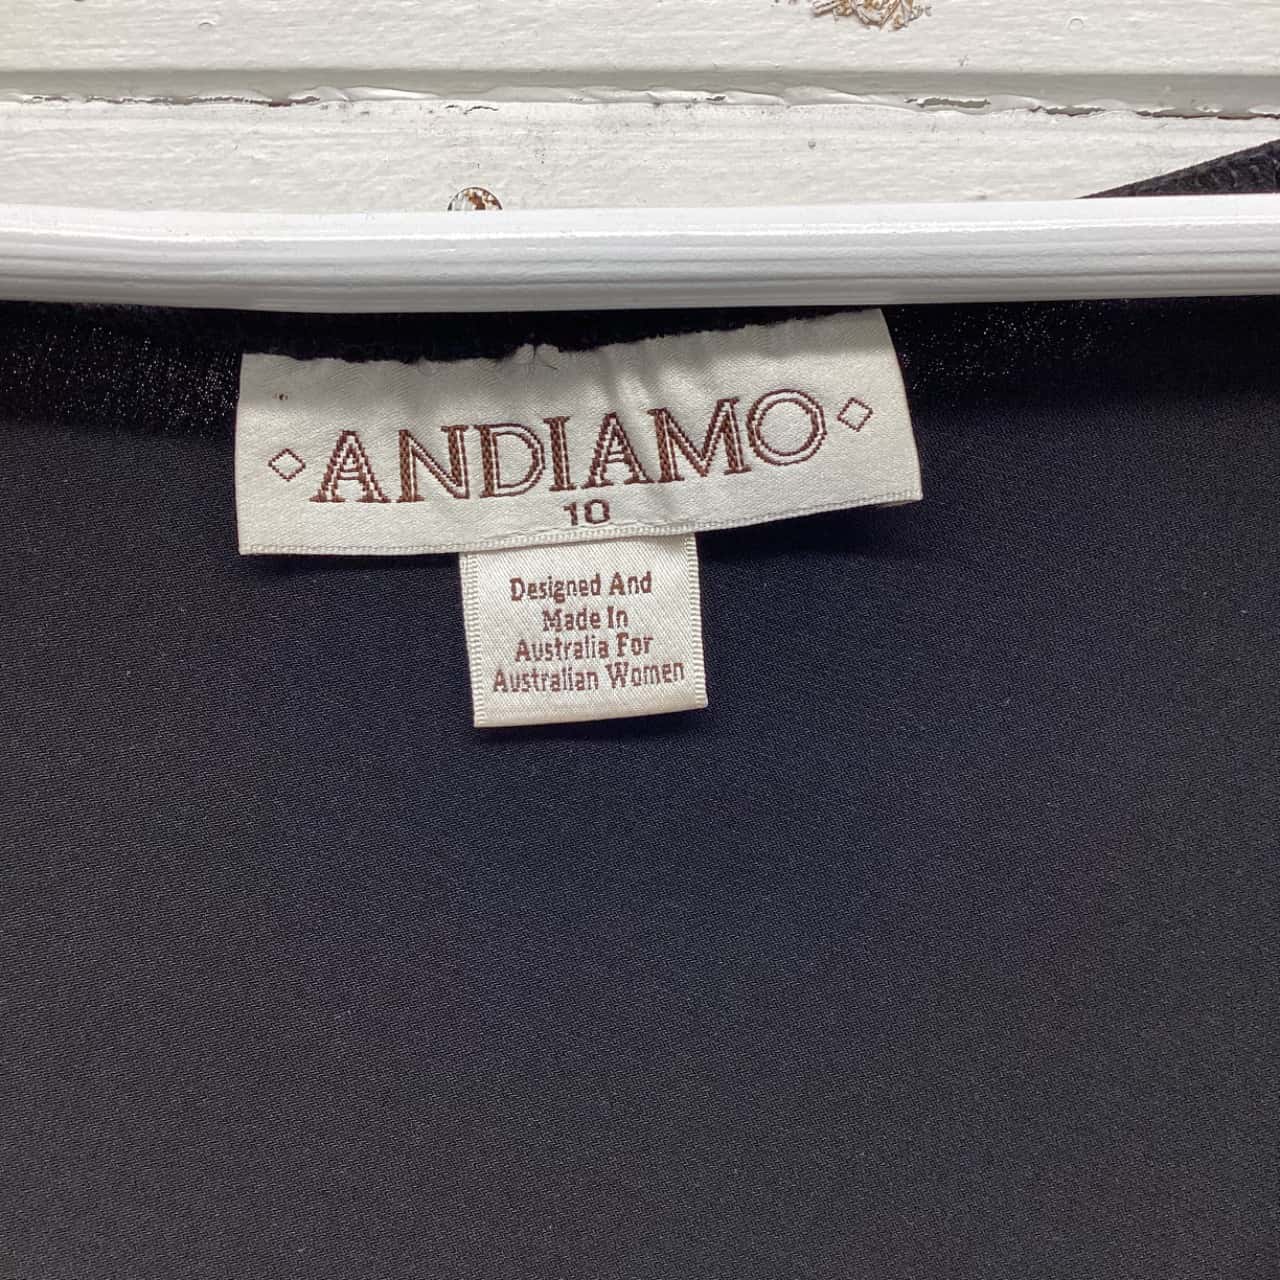 ANDIAMO
10
Designed And
Made In
Australia For
Australian Women